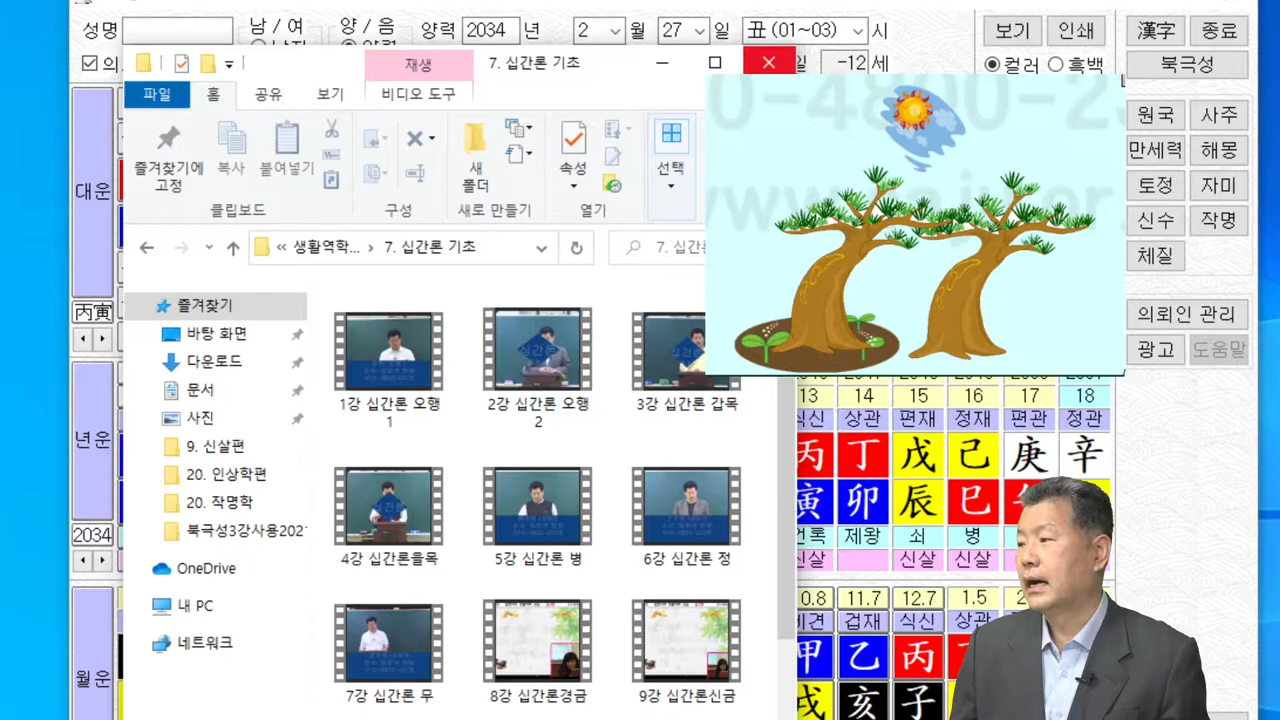 성명
남 / 여
양 / 음
양력 2034 년 2 월 27 일 丑 (01~03) 시
보기 인쇄
漢字 종료
의
일 -12 세
컬러 흑백
북극성
재생
7. 십간론 기초
파일 홈 공유 보기 비디오 도구
원국 사주
만세력 해몽
토정 자미
신수 작명
체질
의뢰인 관리
광고 도움말
즐겨찾기에
고정
복사
붙여넣기
클립보드
구성
새
폴더
새로 만들기
속성
열기
선택
« 생활역학... › 7. 십간론 기초
7. 십간
즐겨찾기
바탕 화면
다운로드
문서
사진
9. 신살편
20. 인상학편
20. 작명학
북극성3강사용202
OneDrive
내 PC
네트워크
1강 십간론 오행
1
2강 십간론 오행
2
3강 십간론 갑목
4강 십간론을목
5강 십간론 병
6강 십간론 정
7강 십간론 무
8강 십간론경금
9강 십간론신금
대운
丙寅
년운
2034
월운
13 14 15 16 17 18
식신 상관 편재 정재 편관 정관
丙 丁 戊 己 庚 辛
寅 卯 辰 巳
건록 제왕 쇠 병
신살 신살 신살
0.8 11.7 12.7 1.5
비견 겁재 식신 상관
甲 乙 丙
戌 亥 子